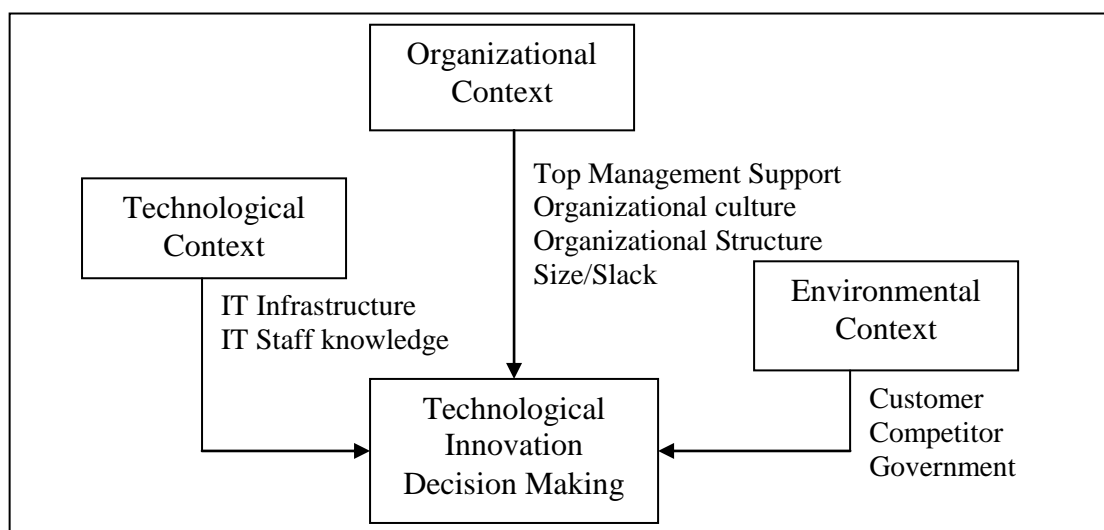 Organizational
Context
Top Management Support
Organizational culture
Organizational Structure
Size/Slack
Technological
Context
IT Infrastructure
IT Staff knowledge
Environmental
Context
Customer
Competitor
Government
Technological
Innovation
Decision Making